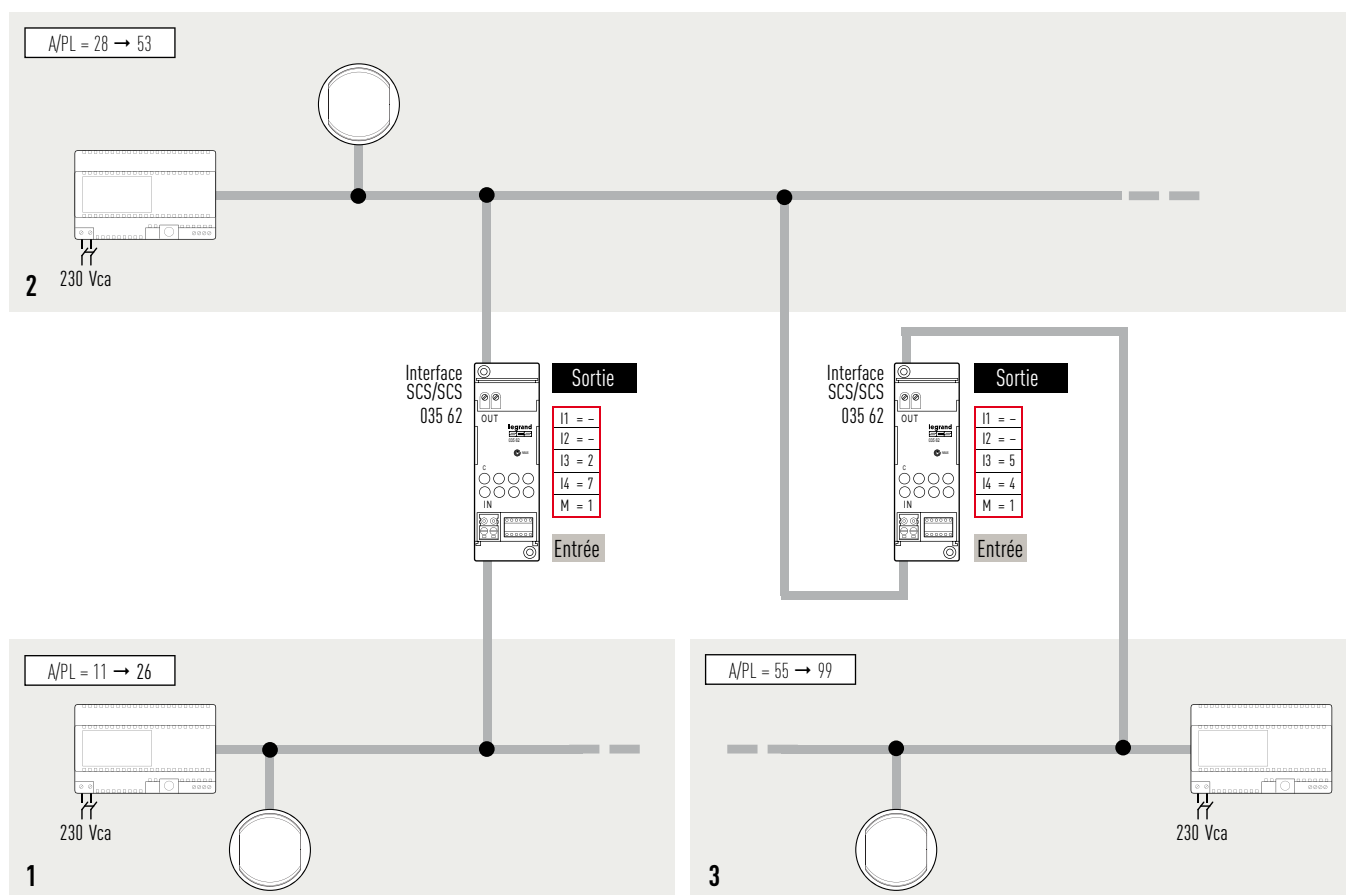 A/PL = 28 → 53
230 Vca
2
Interface
SCS/SCS
035 62
OUT
legrand
C
IN
Sortie
I1 = –
I2 = –
I3 = 2
I4 = 7
M = 1
Entrée
Interface
SCS/SCS
035 62
OUT
legrand
C
IN
Sortie
I1 = –
I2 = –
I3 = 5
I4 = 4
M = 1
Entrée
A/PL = 11 → 26
230 Vca
1
A/PL = 55 → 99
230 Vca
3